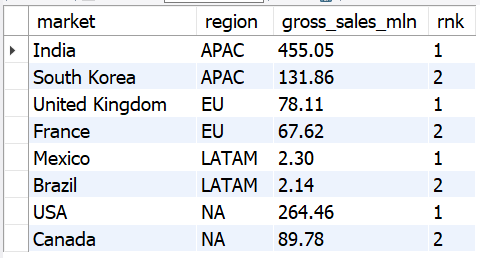 market region gross_sales_mln rnk
India APAC 455.05 1
South Korea APAC 131.86 2
United Kingdom EU 78.11 1
France EU 67.62 2
Mexico LATAM 2.30 1
Brazil LATAM 2.14 2
USA NA 264.46 1
Canada NA 89.78 2